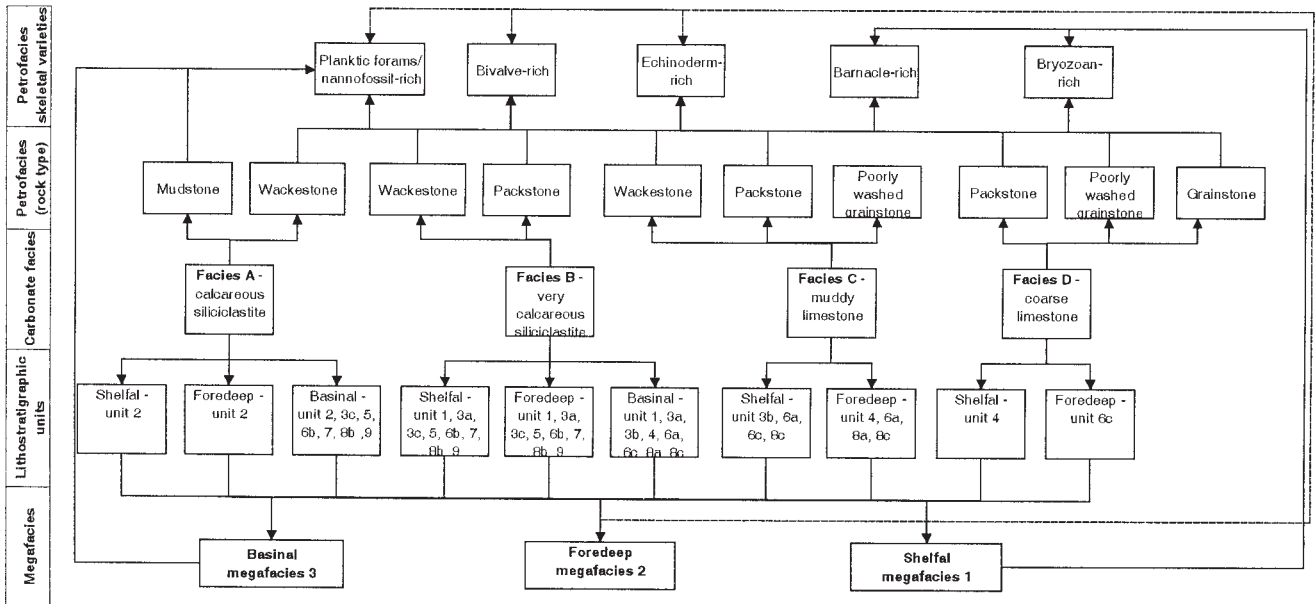 Petrofacies
skeletal varieties
Planktic forams/
nannofossil-rich
Bivalve-rich
Echinoderm-
rich
Barnacle-rich
Bryozoan-
rich
Petrofacies
(rock type)
Mudstone
Wackestone
Wackestone
Packstone
Wackestone
Packstone
Poorly
washed
grainstone
Packstone
Poorly
washed
grainstone
Grainstone
Carbonate facies
Facies A -
calcareous
siliciclastite
Facies B -
very
calcareous
siliciclastite
Facies C -
muddy
limestone
Facies D -
coarse
limestone
Lithostratigraphic
units
Shelfal -
unit 2
Foredeep -
unit 2
Basinal -
unit 2, 3c, 5,
6b, 7, 8b ,9
Shelfal -
unit 1, 3a,
3c, 5, 6b, 7,
8b, 9
Foredeep -
unit 1, 3a,
3c, 5, 6b, 7,
8b, 9
Basinal -
unit 1, 3a,
3b, 4, 6a,
6c, 8a, 8c
Shelfal -
unit 3b, 6a,
6c, 8c
Foredeep -
unit 4, 6a,
8a, 8c
Shelfal -
unit 4
Foredeep -
unit 6c
Megafacies
Basinal
megafacies 3
Foredeep
megafacies 2
Shelfal
megafacies 1